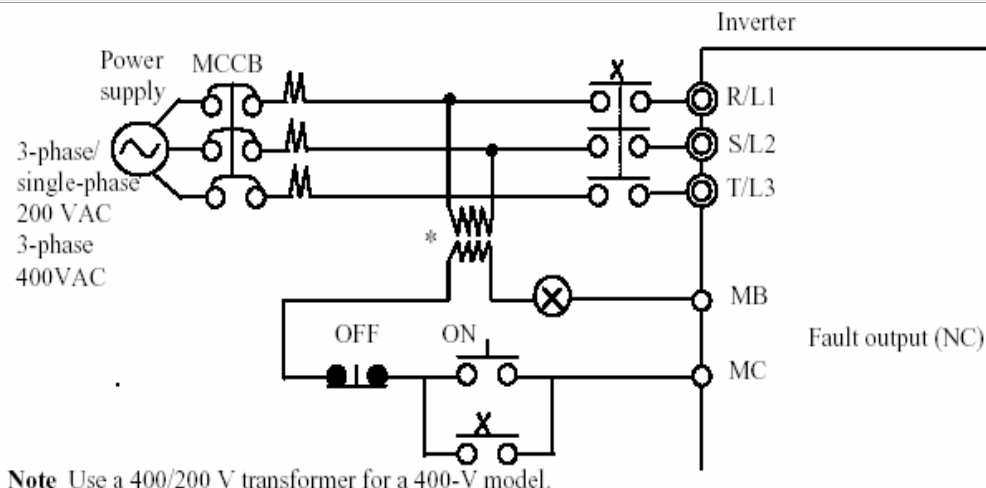 Inverter
Power
supply
MCCB
X
R/L1
S/L2
T/L3
3-phase/
single-phase
200 VAC
3-phase
400VAC
*
MB
OFF
ON
Fault output (NC)
MC
X
Note Use a 400/200 V transformer for a 400-V model.